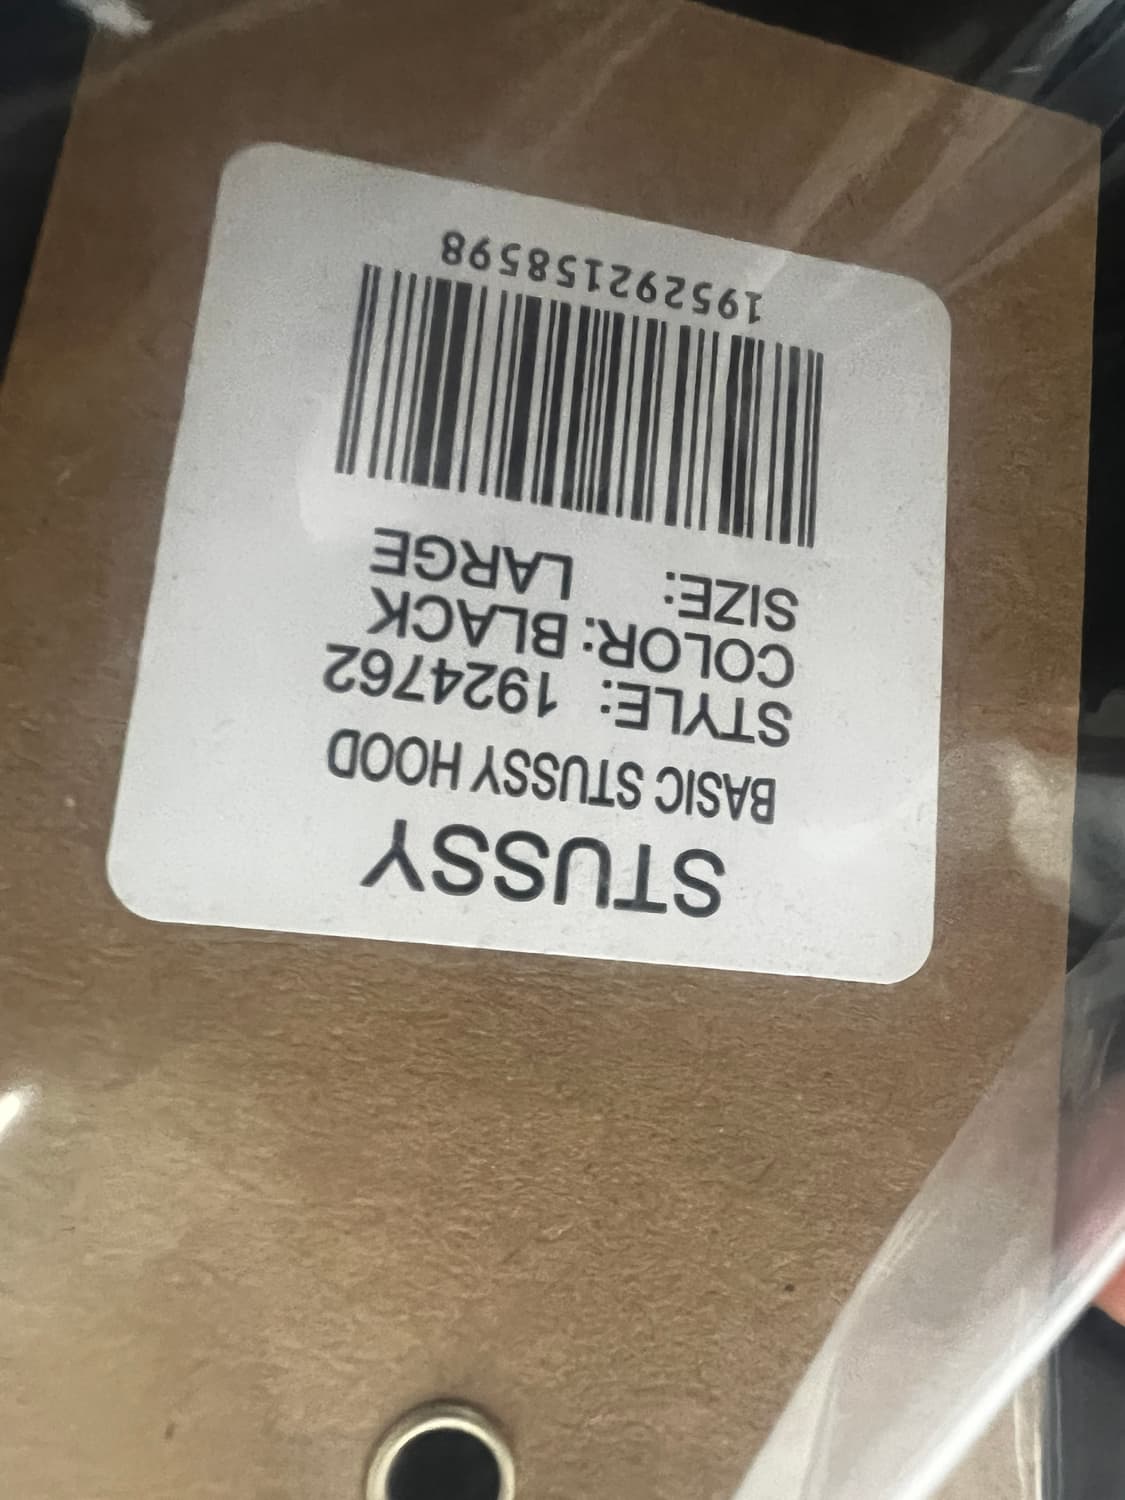 STUSSY
BASIC STUSSY HOOD
STYLE: 1924762
COLOR: BLACK
SIZE: LARGE
195292158598